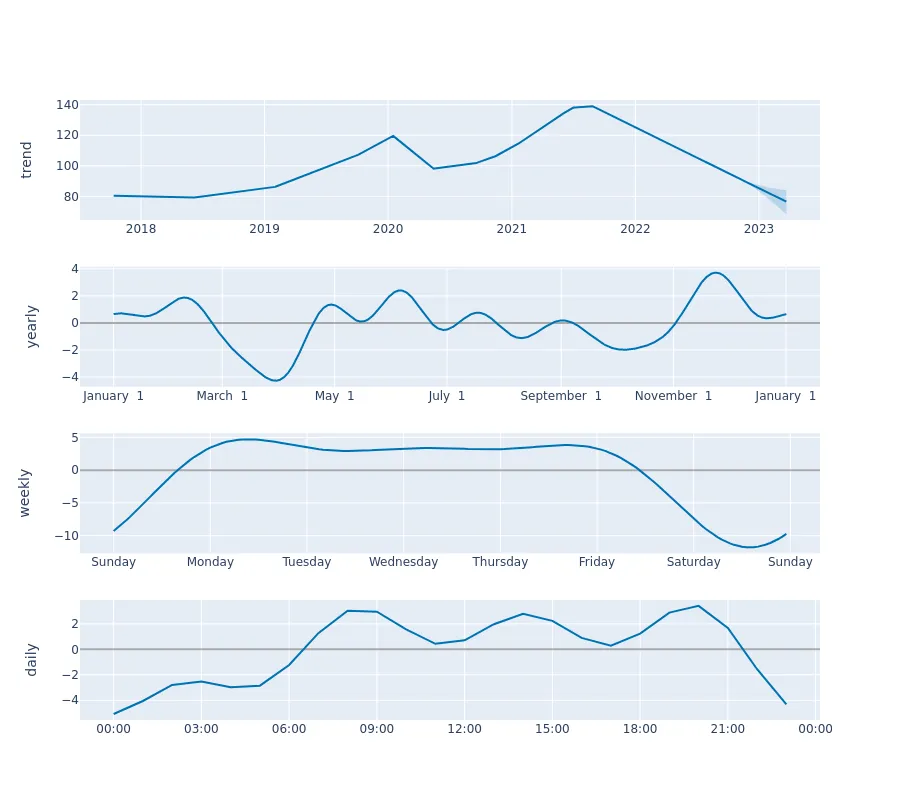 trend
140
120
100
80
2018 2019 2020 2021 2022 2023
yearly
4
2
0
−2
−4
January 1 March 1 May 1 July 1 September 1 November 1 January 1
weekly
5
0
−5
−10
Sunday Monday Tuesday Wednesday Thursday Friday Saturday Sunday
daily
2
0
−2
−4
00:00 03:00 06:00 09:00 12:00 15:00 18:00 21:00 00:00